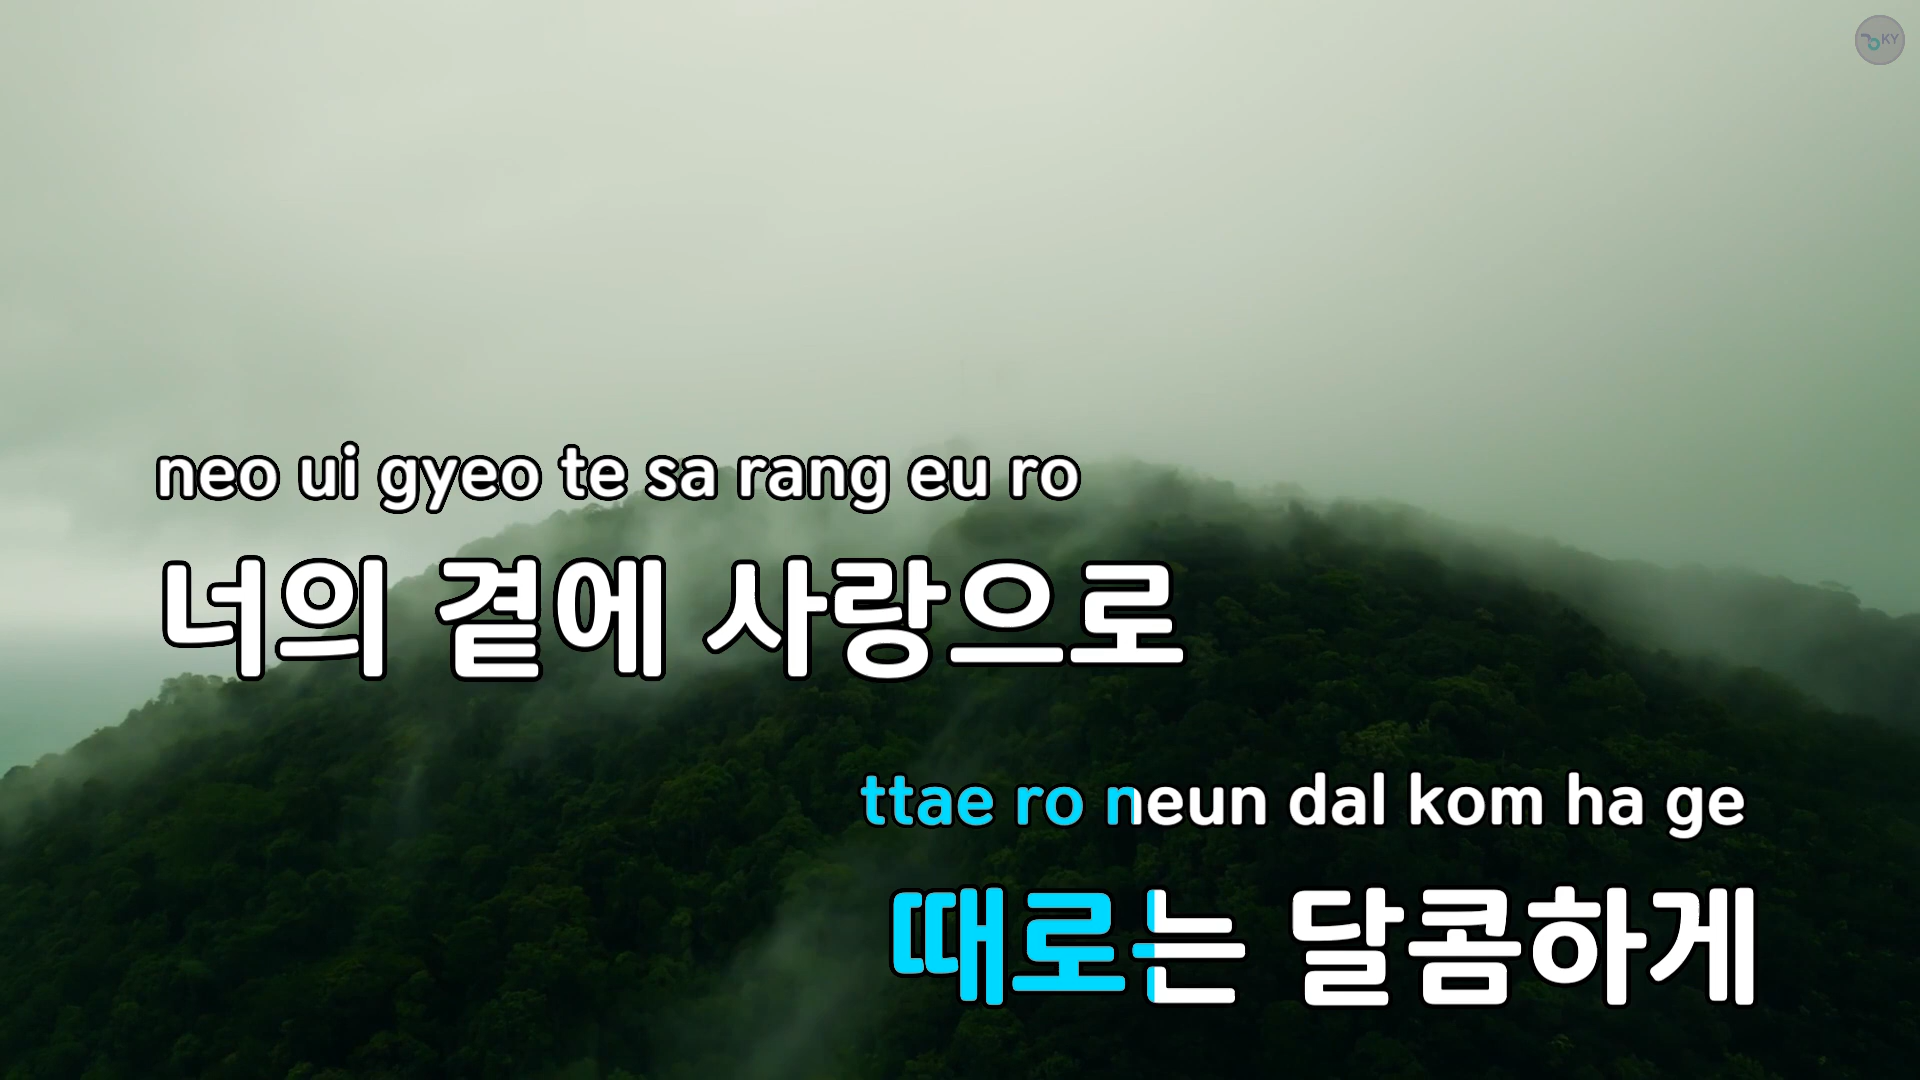 KY
neo ui gyeo te sa rang eu ro
너의 곁에 사랑으로
ttae ro neun dal kom ha ge
때로는 달콤하게